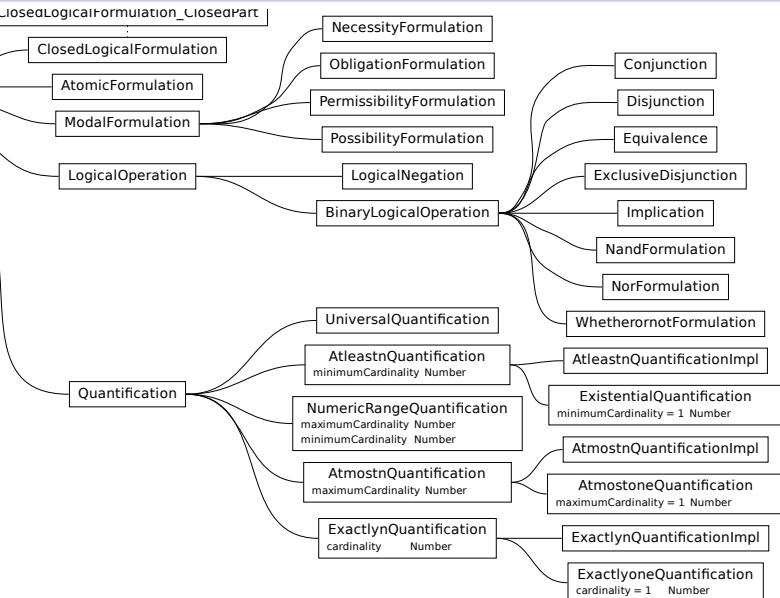 ClosedLogicalFormulation_ClosedPart
ClosedLogicalFormulation
AtomicFormulation
ModalFormulation
LogicalOperation
Quantification
NecessityFormulation
ObligationFormulation
PermissibilityFormulation
PossibilityFormulation
LogicalNegation
BinaryLogicalOperation
Conjunction
Disjunction
Equivalence
ExclusiveDisjunction
Implication
NandFormulation
NorFormulation
WhetherornotFormulation
UniversalQuantification
AtleastnQuantification
minimumCardinality Number
NumericRangeQuantification
maximumCardinality Number
minimumCardinality Number
AtmostnQuantification
maximumCardinality Number
ExactlynQuantification
cardinality Number
AtleastnQuantificationImpl
ExistentialQuantification
minimumCardinality = 1 Number
AtmostnQuantificationImpl
AtmostoneQuantification
maximumCardinality = 1 Number
ExactlynQuantificationImpl
ExactlyoneQuantification
cardinality = 1 Number